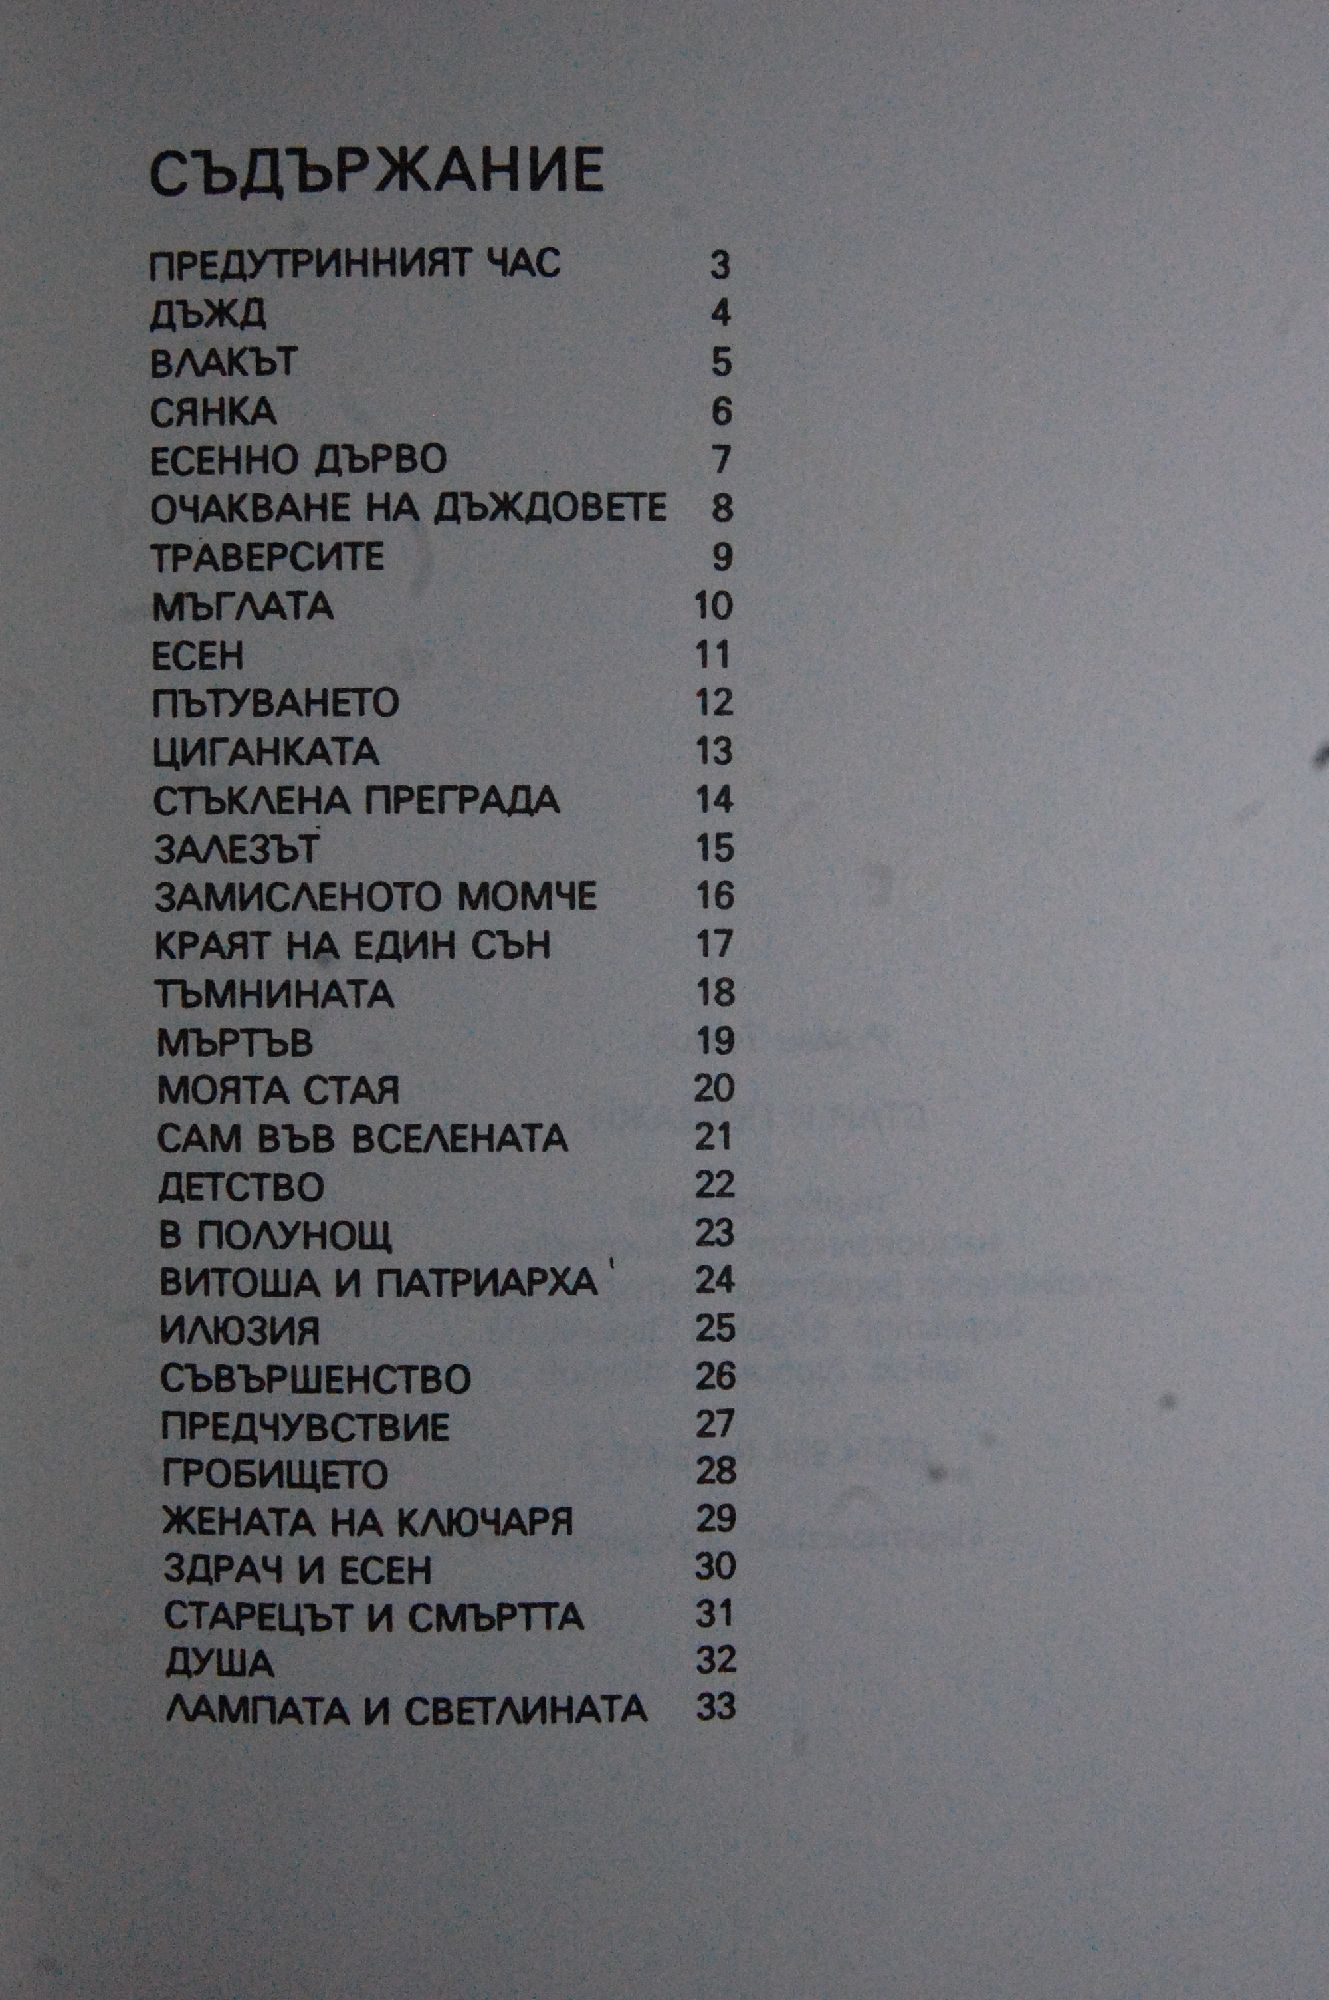 СЪДЪРЖАНИЕ
ПРЕДУТРИННИЯТ ЧАС 3
ДЪЖД 4
ВЛАКЪТ 5
СЯНКА 6
ЕСЕННО ДЪРВО 7
ОЧАКВАНЕ НА ДЪЖДОВЕТЕ 8
ТРАВЕРСИТЕ 9
МЪГЛАТА 10
ЕСЕН 11
ПЪТУВАНЕТО 12
ЦИГАНКАТА 13
СТЪКЛЕНА ПРЕГРАДА 14
ЗАЛЕЗЪТ 15
ЗАМИСЛЕНОТО МОМЧЕ 16
КРАЯТ НА ЕДИН СЪН 17
ТЪМНИНАТА 18
МЪРТЪВ 19
МОЯТА СТАЯ 20
САМ ВЪВ ВСЕЛЕНАТА 21
ДЕТСТВО 22
В ПОЛУНОЩ 23
ВИТОША И ПАТРИАРХА 24
ИЛЮЗИЯ 25
СЪВЪРШЕНСТВО 26
ПРЕДЧУВСТВИЕ 27
ГРОБИЩЕТО 28
ЖЕНАТА НА КЛЮЧАРЯ 29
ЗДРАЧ И ЕСЕН 30
СТАРЕЦЪТ И СМЪРТТА 31
ДУША 32
ЛАМПАТА И СВЕТЛИНАТА 33